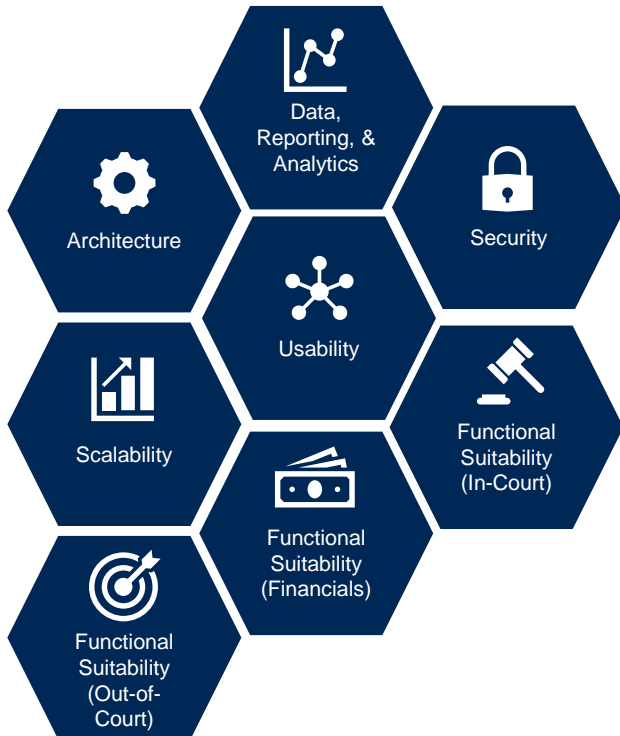 Data,
Reporting, &
Analytics
Architecture
Security
Usability
Scalability
Functional
Suitability
(In-Court)
Functional
Suitability
(Financials)
Functional
Suitability
(Out-of-
Court)